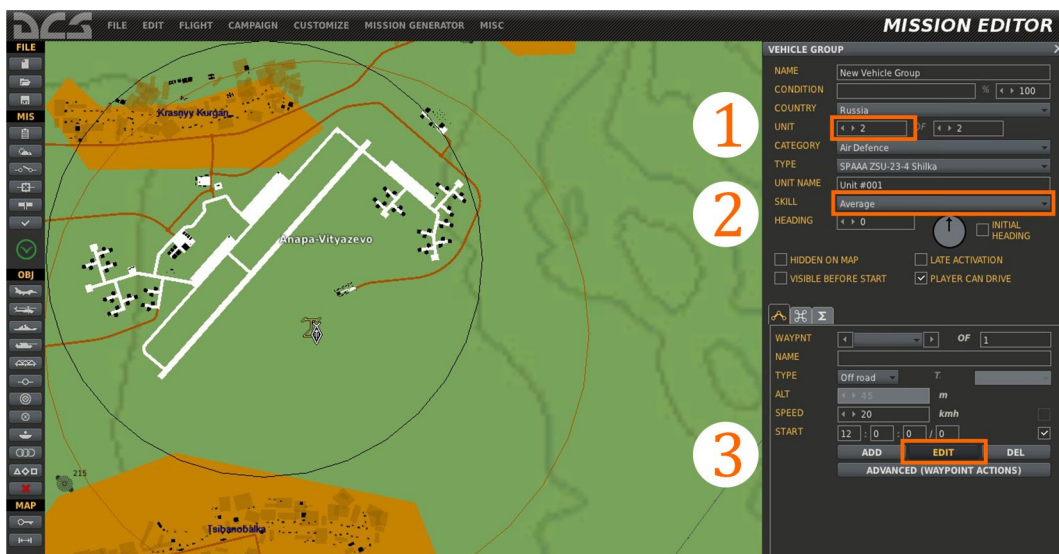 DCS FILE EDIT FLIGHT CAMPAIGN CUSTOMIZE MISSION GENERATOR MISC MISSION EDITOR
FILE
MIS
OBJ
MAP
Krasnyy Kurgan
Anapa-Vityazevo
215
Tsibanobalka
1
2
3
VEHICLE GROUP
NAME New Vehicle Group
CONDITION % 100
COUNTRY Russia
UNIT 2 OF 2
CATEGORY Air Defence
TYPE SPAAA ZSU-23-4 Shilka
UNIT NAME Unit #001
SKILL Average
HEADING 0 INITIAL HEADING
HIDDEN ON MAP LATE ACTIVATION
VISIBLE BEFORE START PLAYER CAN DRIVE
WAYPNT OF 1
NAME
TYPE Off road T.
ALT 45 m
SPEED 20 kmh
START 12 : 0 : 0 / 0
ADD EDIT DEL
ADVANCED (WAYPOINT ACTIONS)